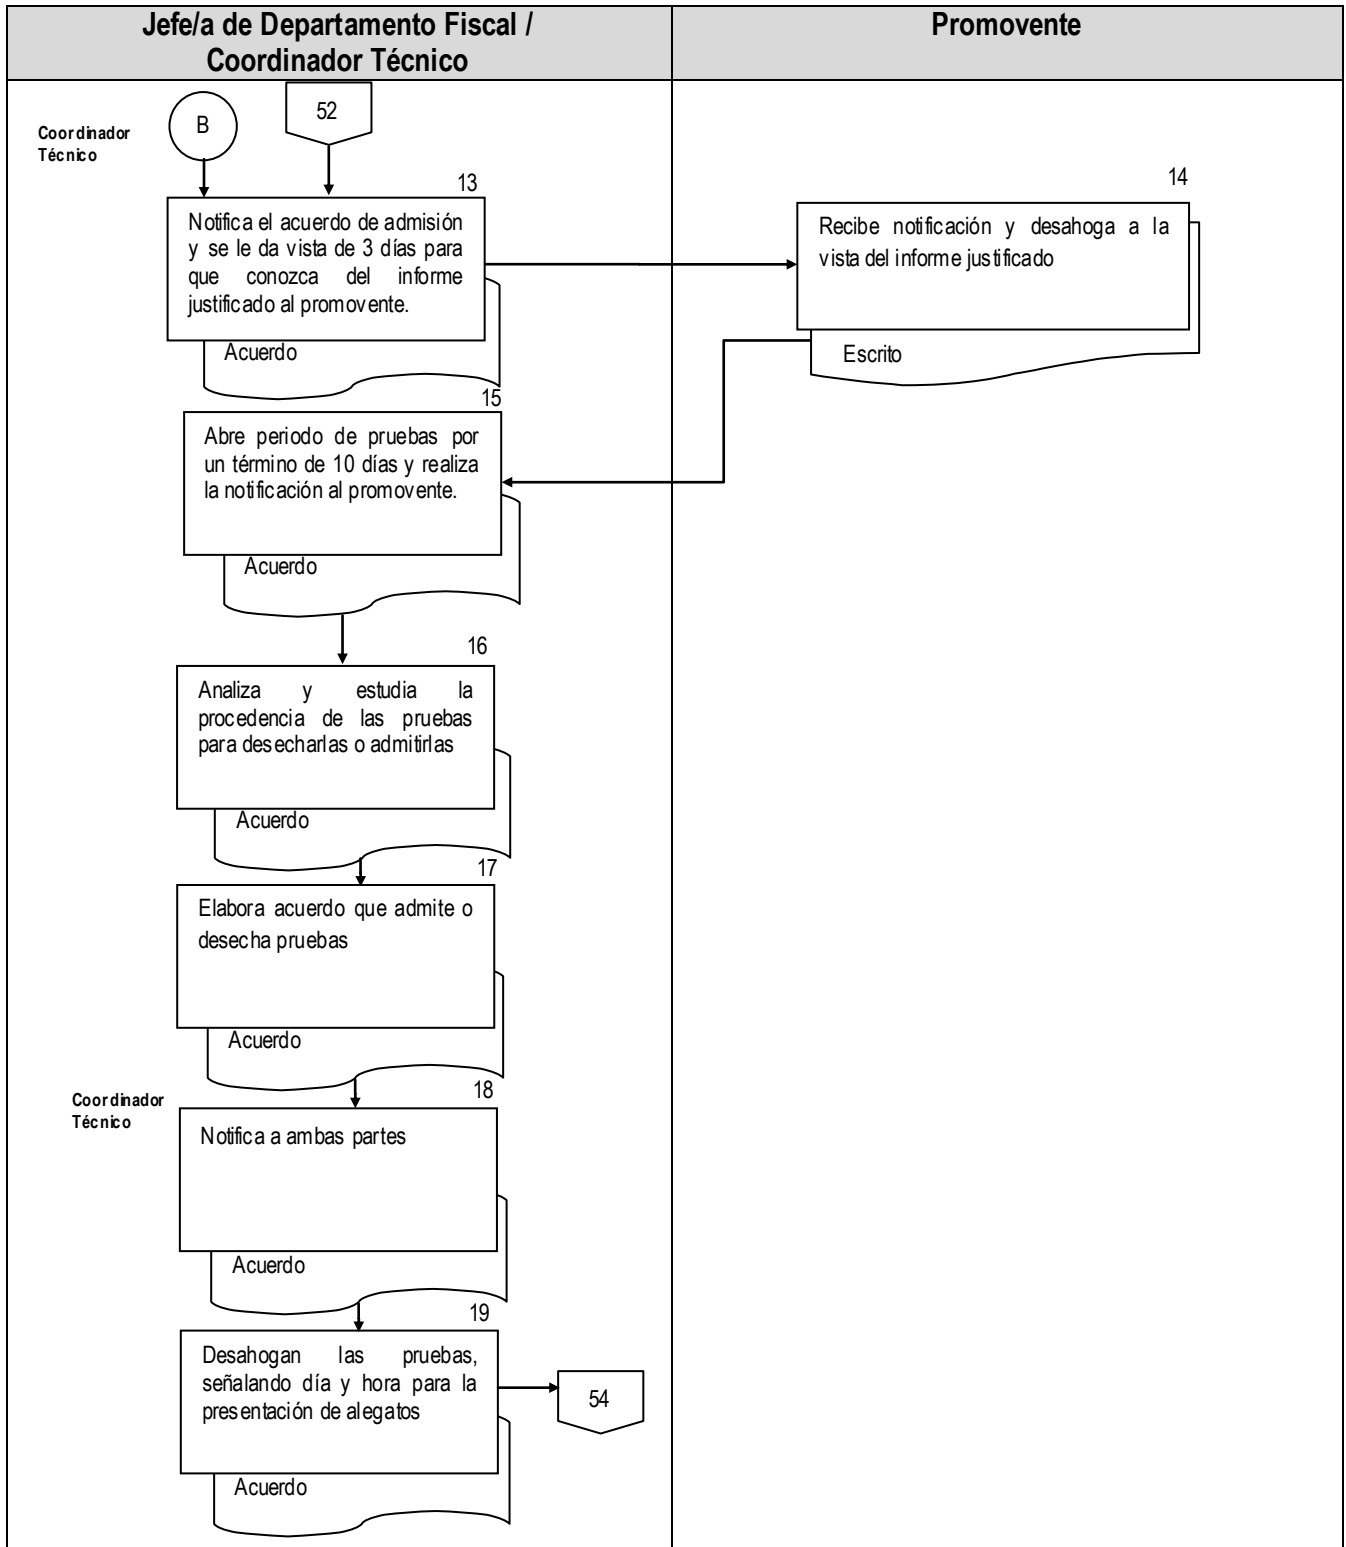 Jefe/a de Departamento Fiscal /
Coordinador Técnico
Promovente
Coordinador
Técnico
B
52
13
Notifica el acuerdo de admisión
y se le da vista de 3 días para
que conozca del informe
justificado al promovente.
Acuerdo
14
Recibe notificación y desahoga a la
vista del informe justificado
Escrito
15
Abre periodo de pruebas por
un término de 10 días y realiza
la notificación al promovente.
Acuerdo
16
Analiza y estudia la
procedencia de las pruebas
para desecharlas o admitirlas
Acuerdo
17
Elabora acuerdo que admite o
desecha pruebas
Acuerdo
Coordinador
Técnico
18
Notifica a ambas partes
Acuerdo
19
Desahogan las pruebas,
señalando día y hora para la
presentación de alegatos
54
Acuerdo